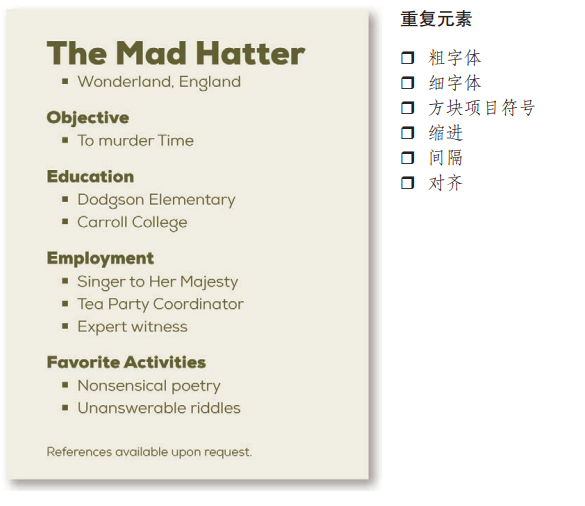 The Mad Hatter
▪ Wonderland, England
Objective
▪ To murder Time
Education
▪ Dodgson Elementary
▪ Carroll College
Employment
▪ Singer to Her Majesty
▪ Tea Party Coordinator
▪ Expert witness
Favorite Activities
▪ Nonsensical poetry
▪ Unanswerable riddles
References available upon request.
重复元素
❒ 粗字体
❒ 细字体
❒ 方块项目符号
❒ 缩进
❒ 间隔
❒ 对齐